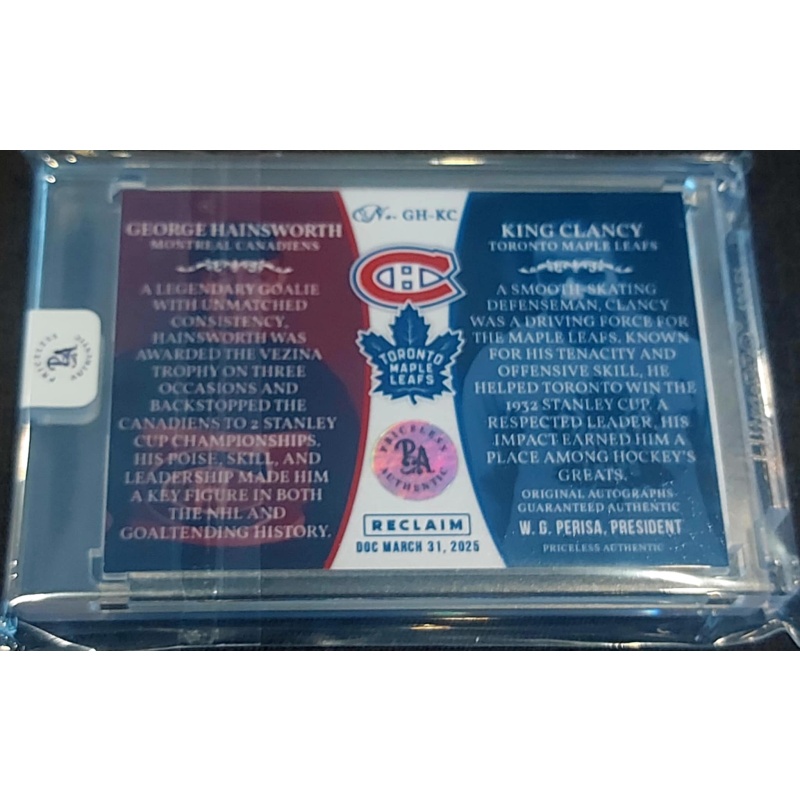 No. GH-KC
GEORGE HAINSWORTH
MONTREAL CANADIENS
A LEGENDARY GOALIE
WITH UNMATCHED
CONSISTENCY,
HAINSWORTH WAS
AWARDED THE VEZINA
TROPHY ON THREE
OCCASIONS AND
BACKSTOPPED THE
CANADIENS TO 2 STANLEY
CUP CHAMPIONSHIPS.
HIS POISE, SKILL, AND
LEADERSHIP MADE HIM
A KEY FIGURE IN BOTH
THE NHL AND
GOALTENDING HISTORY.
CH
TORONTO
MAPLE
LEAFS
PRICELESS
PA
AUTHENTIC
RECLAIM
DOC MARCH 31, 2025
KING CLANCY
TORONTO MAPLE LEAFS
A SMOOTH-SKATING
DEFENSEMAN, CLANCY
WAS A DRIVING FORCE FOR
THE MAPLE LEAFS. KNOWN
FOR HIS TENACITY AND
OFFENSIVE SKILL, HE
HELPED TORONTO WIN THE
1932 STANLEY CUP. A
RESPECTED LEADER, HIS
IMPACT EARNED HIM A
PLACE AMONG HOCKEY'S
GREATS.
ORIGINAL AUTOGRAPHS
GUARANTEED AUTHENTIC
W. G. PERISA, PRESIDENT
PRICELESS AUTHENTIC
PRICELESS
PA
AUTHENTIC